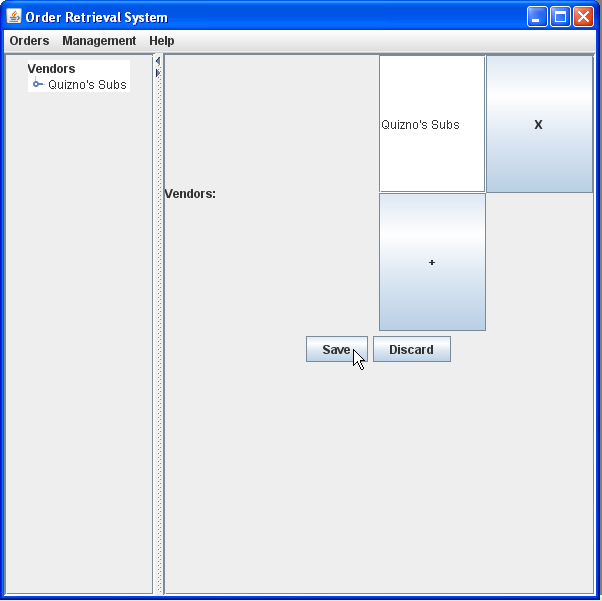 Order Retrieval System
Orders Management Help
Vendors
Quizno's Subs
Quizno's Subs
X
Vendors:
+
Save Discard